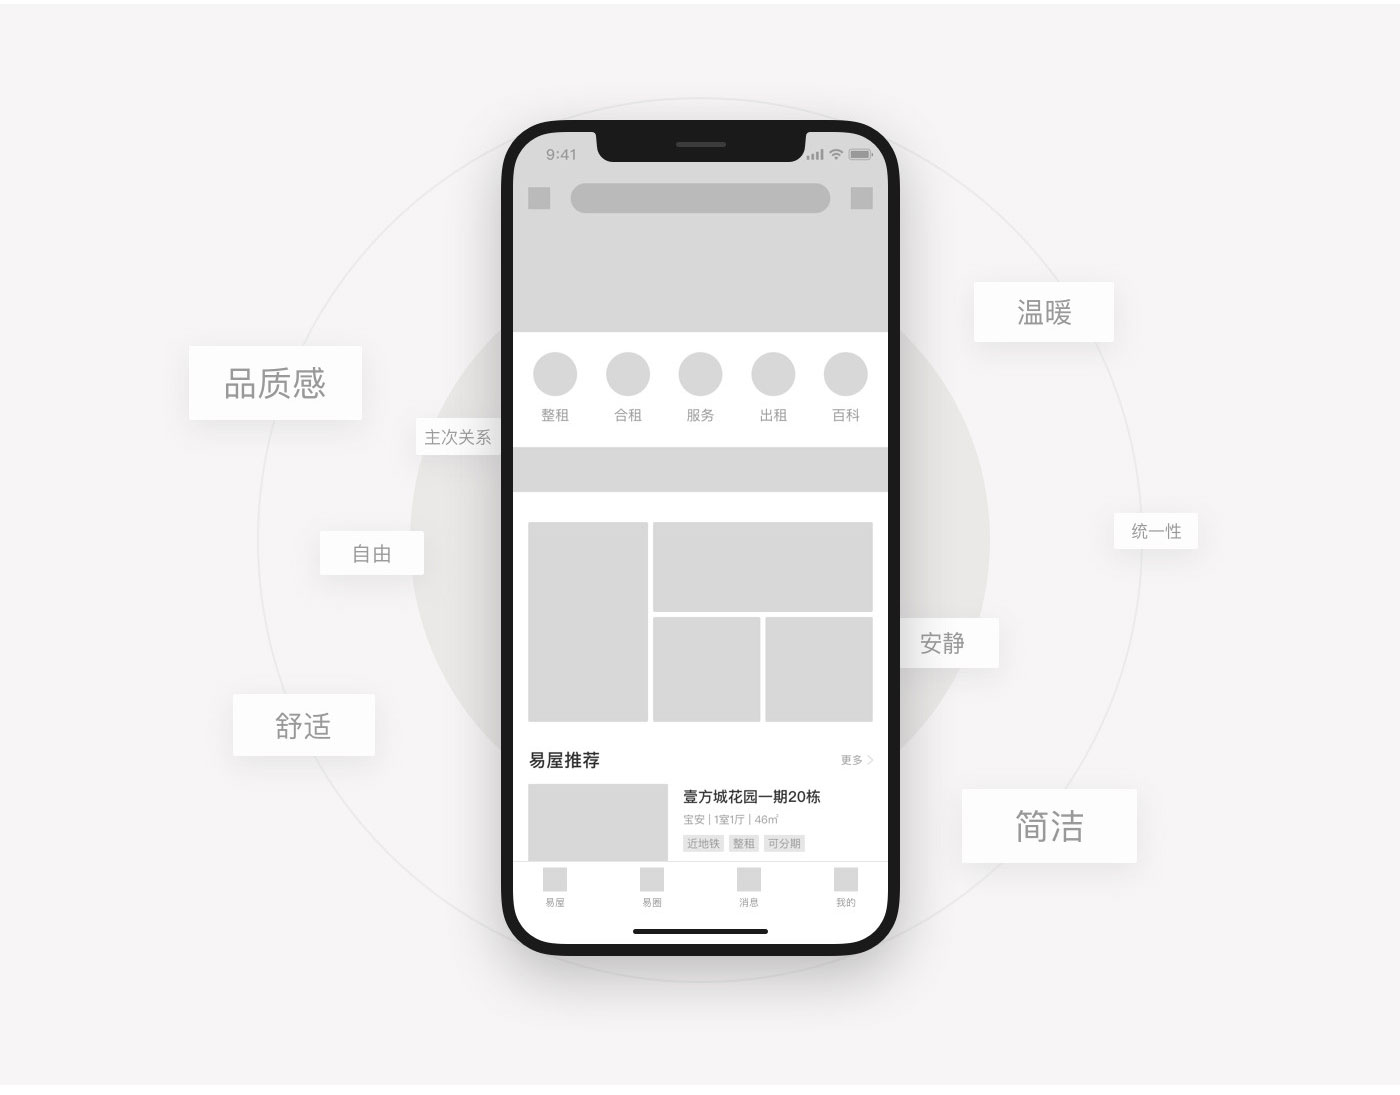 9:41
温暖
品质感
整租 合租 服务 出租 百科
主次关系
统一性
自由
安静
舒适
易屋推荐 更多
壹方城花园一期20栋
宝安 | 1室1厅 | 46㎡
近地铁 整租 可分期
简洁
易屋 易圈 消息 我的